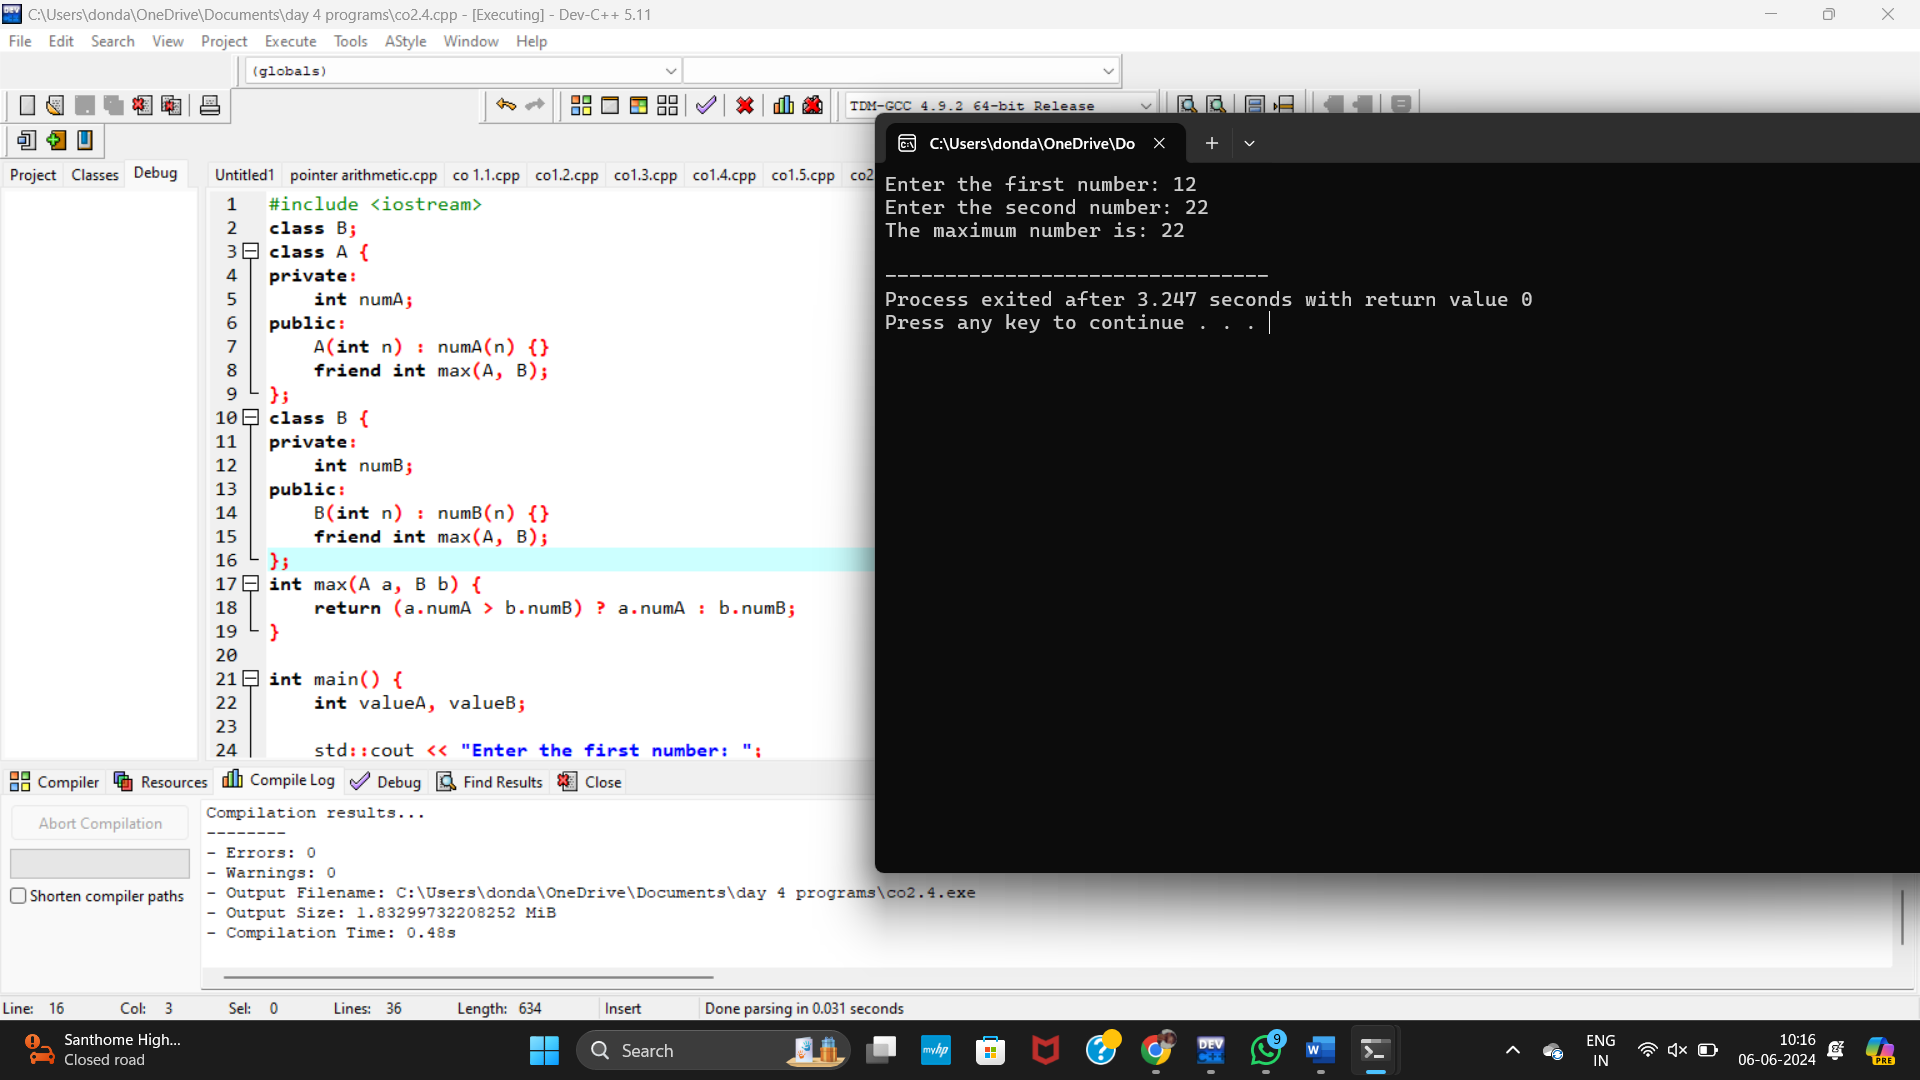 C:\Users\donda\OneDrive\Documents\day 4 programs\co2.4.cpp - [Executing] - Dev-C++ 5.11
File Edit Search View Project Execute Tools AStyle Window Help
(globals)
TDM-GCC 4.9.2 64-bit Release
Project Classes Debug
Untitled1 pointer arithmetic.cpp co 1.1.cpp co1.2.cpp co1.3.cpp co1.4.cpp co1.5.cpp co2
1 #include <iostream>
2 class B;
3 class A {
4 private:
5 int numA;
6 public:
7 A(int n) : numA(n) {}
8 friend int max(A, B);
9 };
10 class B {
11 private:
12 int numB;
13 public:
14 B(int n) : numB(n) {}
15 friend int max(A, B);
16 };
17 int max(A a, B b) {
18 return (a.numA > b.numB) ? a.numA : b.numB;
19 }
20
21 int main() {
22 int valueA, valueB;
23
24 std::cout << "Enter the first number: ";
C:\Users\donda\OneDrive\Do
Enter the first number: 12
Enter the second number: 22
The maximum number is: 22
--------------------------------
Process exited after 3.247 seconds with return value 0
Press any key to continue . . .
Compiler Resources Compile Log Debug Find Results Close
Abort Compilation
Shorten compiler paths
Compilation results...
--------
- Errors: 0
- Warnings: 0
- Output Filename: C:\Users\donda\OneDrive\Documents\day 4 programs\co2.4.exe
- Output Size: 1.83299732208252 MiB
- Compilation Time: 0.48s
Line: 16 Col: 3 Sel: 0 Lines: 36 Length: 634 Insert Done parsing in 0.031 seconds
Santhome High...
Closed road
Search
myhp
DEV
9
W
ENG
IN
10:16
06-06-2024
PRE